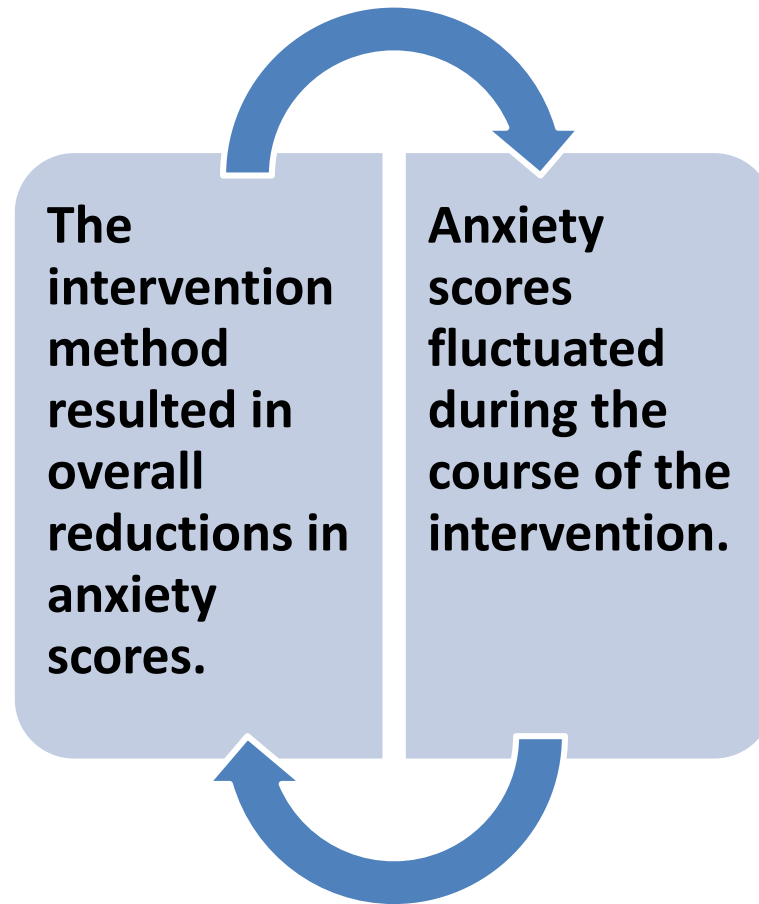 The
intervention
method
resulted in
overall
reductions in
anxiety
scores.
Anxiety
scores
fluctuated
during the
course of the
intervention.